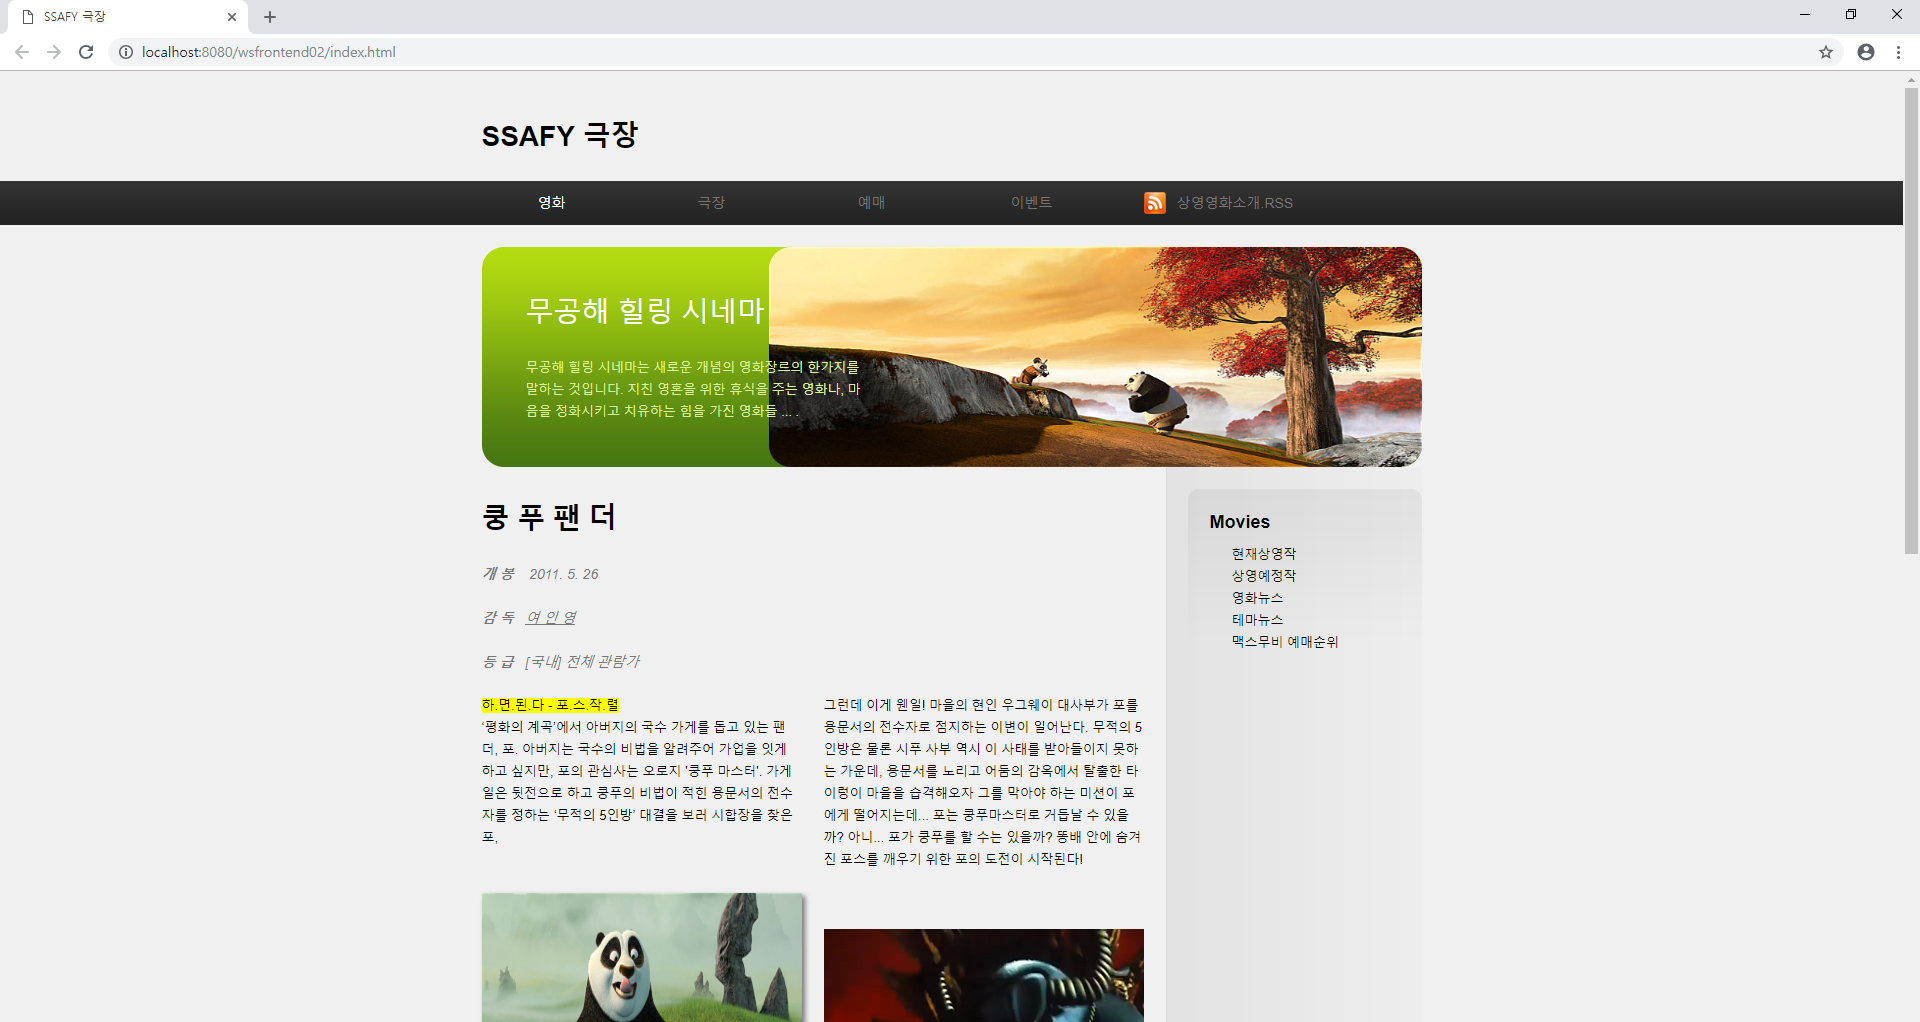 SSAFY 극장
localhost:8080/wsfrontend02/index.html
SSAFY 극장
영화 극장 예매 이벤트 상영영화소개.RSS
무공해 힐링 시네마
무공해 힐링 시네마는 새로운 개념의 영화장르의 한가지를
말하는 것입니다. 지친 영혼을 위한 휴식을 주는 영화나, 마
음을 정화시키고 치유하는 힘을 가진 영화들 ... .
쿵 푸 팬 더
개 봉 2011. 5. 26
감 독 여 인 영
등 급 [국내] 전체 관람가
하.면.된.다 - 포.스.작.렬
‘평화의 계곡’에서 아버지의 국수 가게를 돕고 있는 팬
더, 포. 아버지는 국수의 비법을 알려주어 가업을 잇게
하고 싶지만, 포의 관심사는 오로지 '쿵푸 마스터'. 가게
일은 뒷전으로 하고 쿵푸의 비법이 적힌 용문서의 전수
자를 정하는 ‘무적의 5인방’ 대결을 보러 시합장을 찾은
포,
그런데 이게 웬일! 마을의 현인 우그웨이 대사부가 포를
용문서의 전수자로 점지하는 이변이 일어난다. 무적의 5
인방은 물론 시푸 사부 역시 이 사태를 받아들이지 못하
는 가운데, 용문서를 노리고 어둠의 감옥에서 탈출한 타
이렁이 마을을 습격해오자 그를 막아야 하는 미션이 포
에게 떨어지는데... 포는 쿵푸마스터로 거듭날 수 있을
까? 아니... 포가 쿵푸를 할 수는 있을까? 똥배 안에 숨겨
진 포스를 깨우기 위한 포의 도전이 시작된다!
Movies
현재상영작
상영예정작
영화뉴스
테마뉴스
맥스무비 예매순위